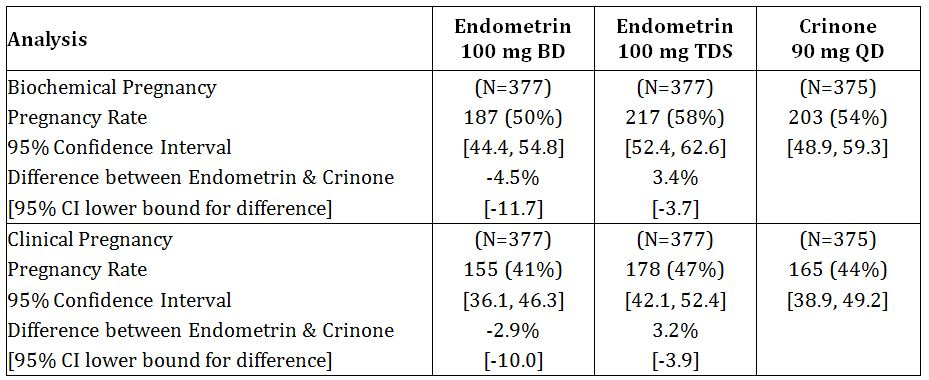 Analysis Endometrin 100 mg BD Endometrin 100 mg TDS Crinone 90 mg QD
Biochemical Pregnancy (N=377) (N=377) (N=375)
Pregnancy Rate 187 (50%) 217 (58%) 203 (54%)
95% Confidence Interval [44.4, 54.8] [52.4, 62.6] [48.9, 59.3]
Difference between Endometrin & Crinone -4.5% 3.4%
[95% CI lower bound for difference] [-11.7] [-3.7]
Clinical Pregnancy (N=377) (N=377) (N=375)
Pregnancy Rate 155 (41%) 178 (47%) 165 (44%)
95% Confidence Interval [36.1, 46.3] [42.1, 52.4] [38.9, 49.2]
Difference between Endometrin & Crinone -2.9% 3.2%
[95% CI lower bound for difference] [-10.0] [-3.9]